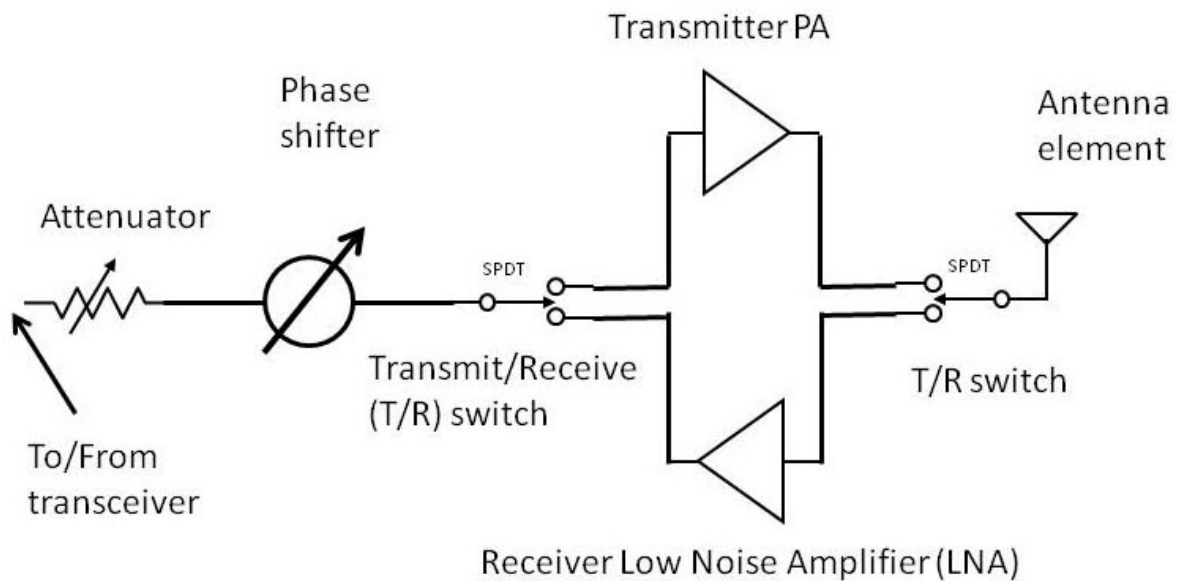 Transmitter PA
Phase
shifter
Antenna
element
Attenuator
SPDT
SPDT
Transmit/Receive
(T/R) switch
T/R switch
To/From
transceiver
Receiver Low Noise Amplifier (LNA)